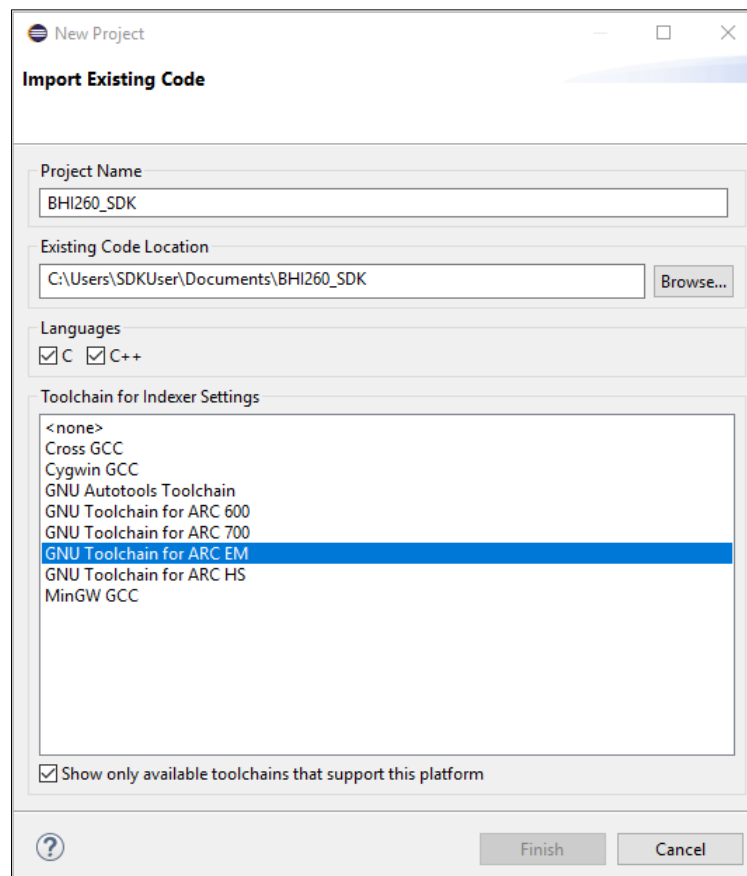 New Project
Import Existing Code
Project Name
BHI260_SDK
Existing Code Location
C:\Users\SDKUser\Documents\BHI260_SDK
Browse...
Languages
C C++
Toolchain for Indexer Settings
<none>
Cross GCC
Cygwin GCC
GNU Autotools Toolchain
GNU Toolchain for ARC 600
GNU Toolchain for ARC 700
GNU Toolchain for ARC EM
GNU Toolchain for ARC HS
MinGW GCC
Show only available toolchains that support this platform
? Finish Cancel